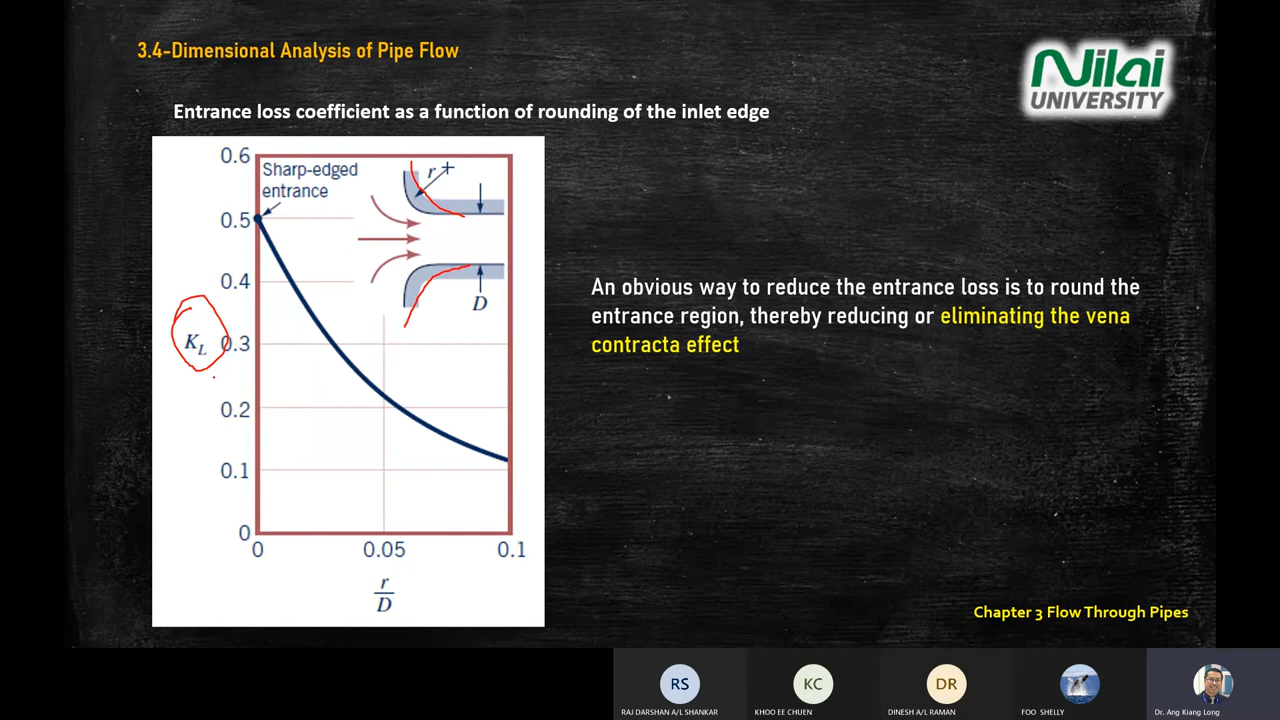 3.4-Dimensional Analysis of Pipe Flow
Nilai
UNIVERSITY
Entrance loss coefficient as a function of rounding of the inlet edge
0.6
Sharp-edged
entrance
r
0.5
0.4
D
K_L
0.3
0.2
0.1
0
0
0.05
0.1
r
D
An obvious way to reduce the entrance loss is to round the
entrance region, thereby reducing or eliminating the vena
contracta effect
Chapter 3 Flow Through Pipes
RS
KC
DR
RAJ DARSHAN A/L SHANKAR
KHOO EE CHUEN
DINESH A/L RAMAN
FOO SHELLY
Dr. Ang Kiang Long